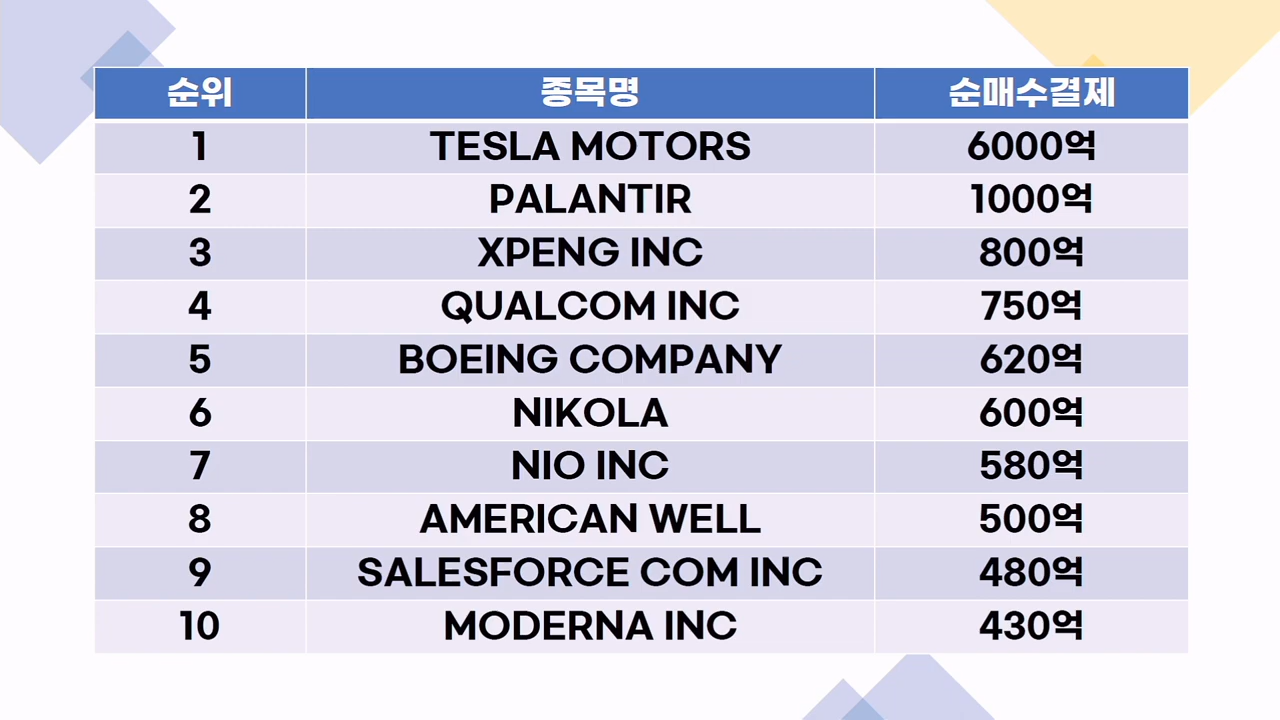 순위 종목명 순매수결제
1 TESLA MOTORS 6000억
2 PALANTIR 1000억
3 XPENG INC 800억
4 QUALCOM INC 750억
5 BOEING COMPANY 620억
6 NIKOLA 600억
7 NIO INC 580억
8 AMERICAN WELL 500억
9 SALESFORCE COM INC 480억
10 MODERNA INC 430억